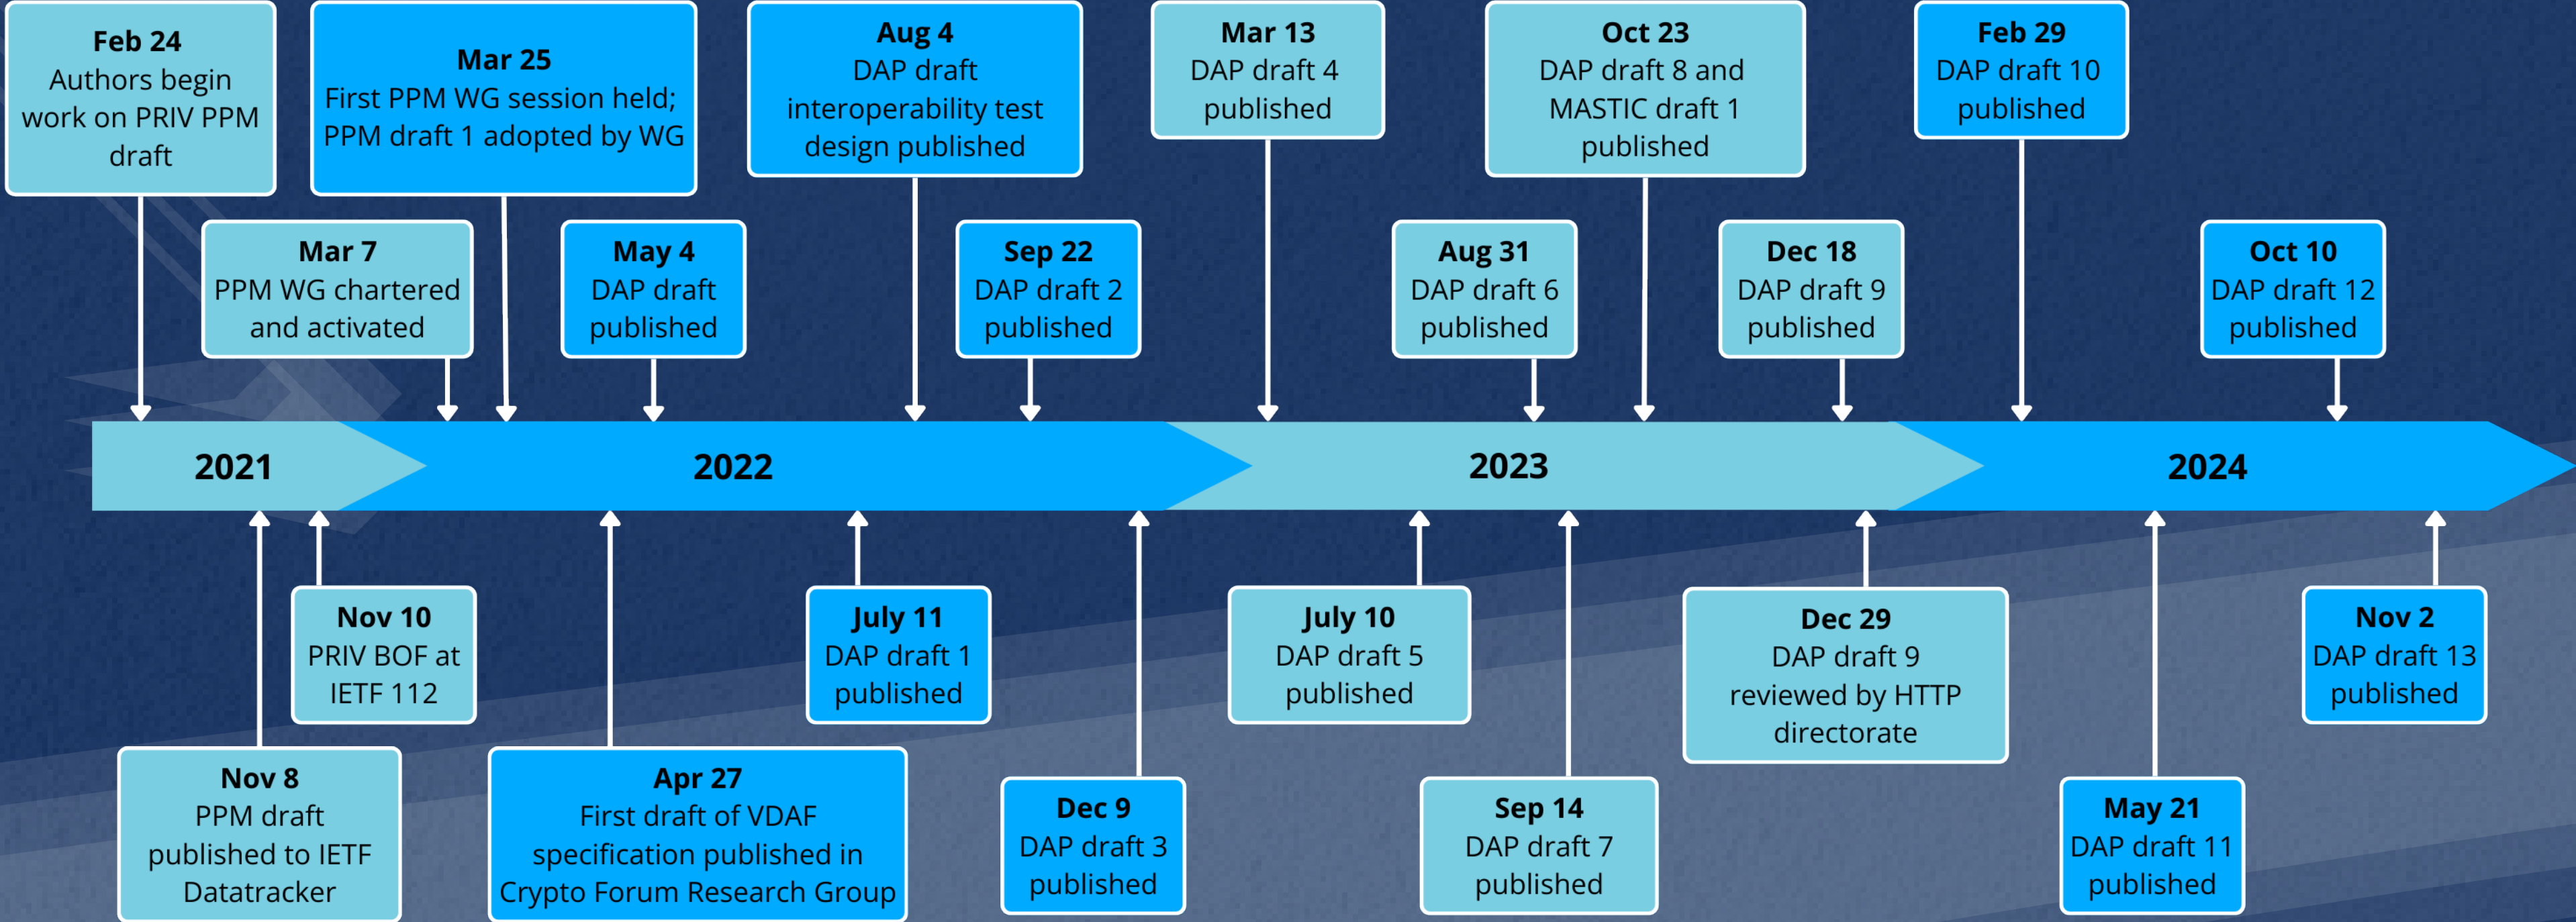 Feb 24
Authors begin
work on PRIV PPM
draft
Mar 25
First PPM WG session held;
PPM draft 1 adopted by WG
Aug 4
DAP draft
interoperability test
design published
Mar 13
DAP draft 4
published
Oct 23
DAP draft 8 and
MASTIC draft 1
published
Feb 29
DAP draft 10
published
Mar 7
PPM WG chartered
and activated
May 4
DAP draft
published
Sep 22
DAP draft 2
published
Aug 31
DAP draft 6
published
Dec 18
DAP draft 9
published
Oct 10
DAP draft 12
published
2021
2022
2023
2024
Nov 10
PRIV BOF at
IETF 112
July 11
DAP draft 1
published
July 10
DAP draft 5
published
Dec 29
DAP draft 9
reviewed by HTTP
directorate
Nov 2
DAP draft 13
published
Nov 8
PPM draft
published to IETF
Datatracker
Apr 27
First draft of VDAF
specification published in
Crypto Forum Research Group
Dec 9
DAP draft 3
published
Sep 14
DAP draft 7
published
May 21
DAP draft 11
published